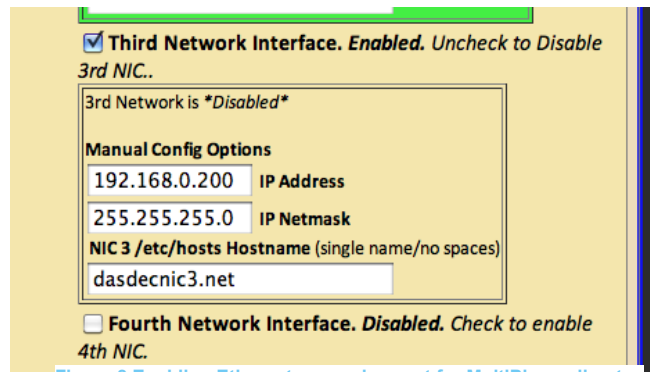 Third Network Interface. Enabled. Uncheck to Disable
3rd NIC..
3rd Network is *Disabled*
Manual Config Options
192.168.0.200 IP Address
255.255.255.0 IP Netmask
NIC 3 /etc/hosts Hostname (single name/no spaces)
dasdecnic3.net
Fourth Network Interface. Disabled. Check to enable
4th NIC.